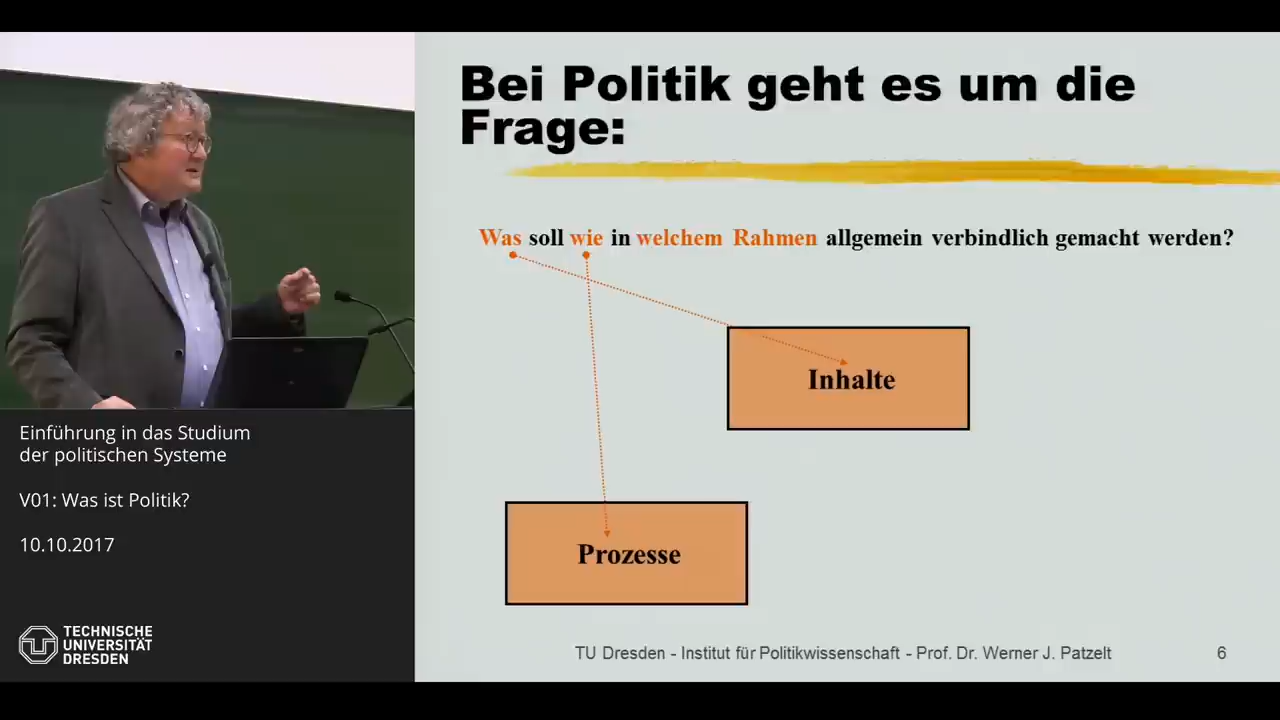 Bei Politik geht es um die
Frage:
Was soll wie in welchem Rahmen allgemein verbindlich gemacht werden?
Inhalte
Prozesse
TU Dresden - Institut für Politikwissenschaft - Prof. Dr. Werner J. Patzelt
6
Einführung in das Studium
der politischen Systeme
V01: Was ist Politik?
10.10.2017
TECHNISCHE
UNIVERSITÄT
DRESDEN